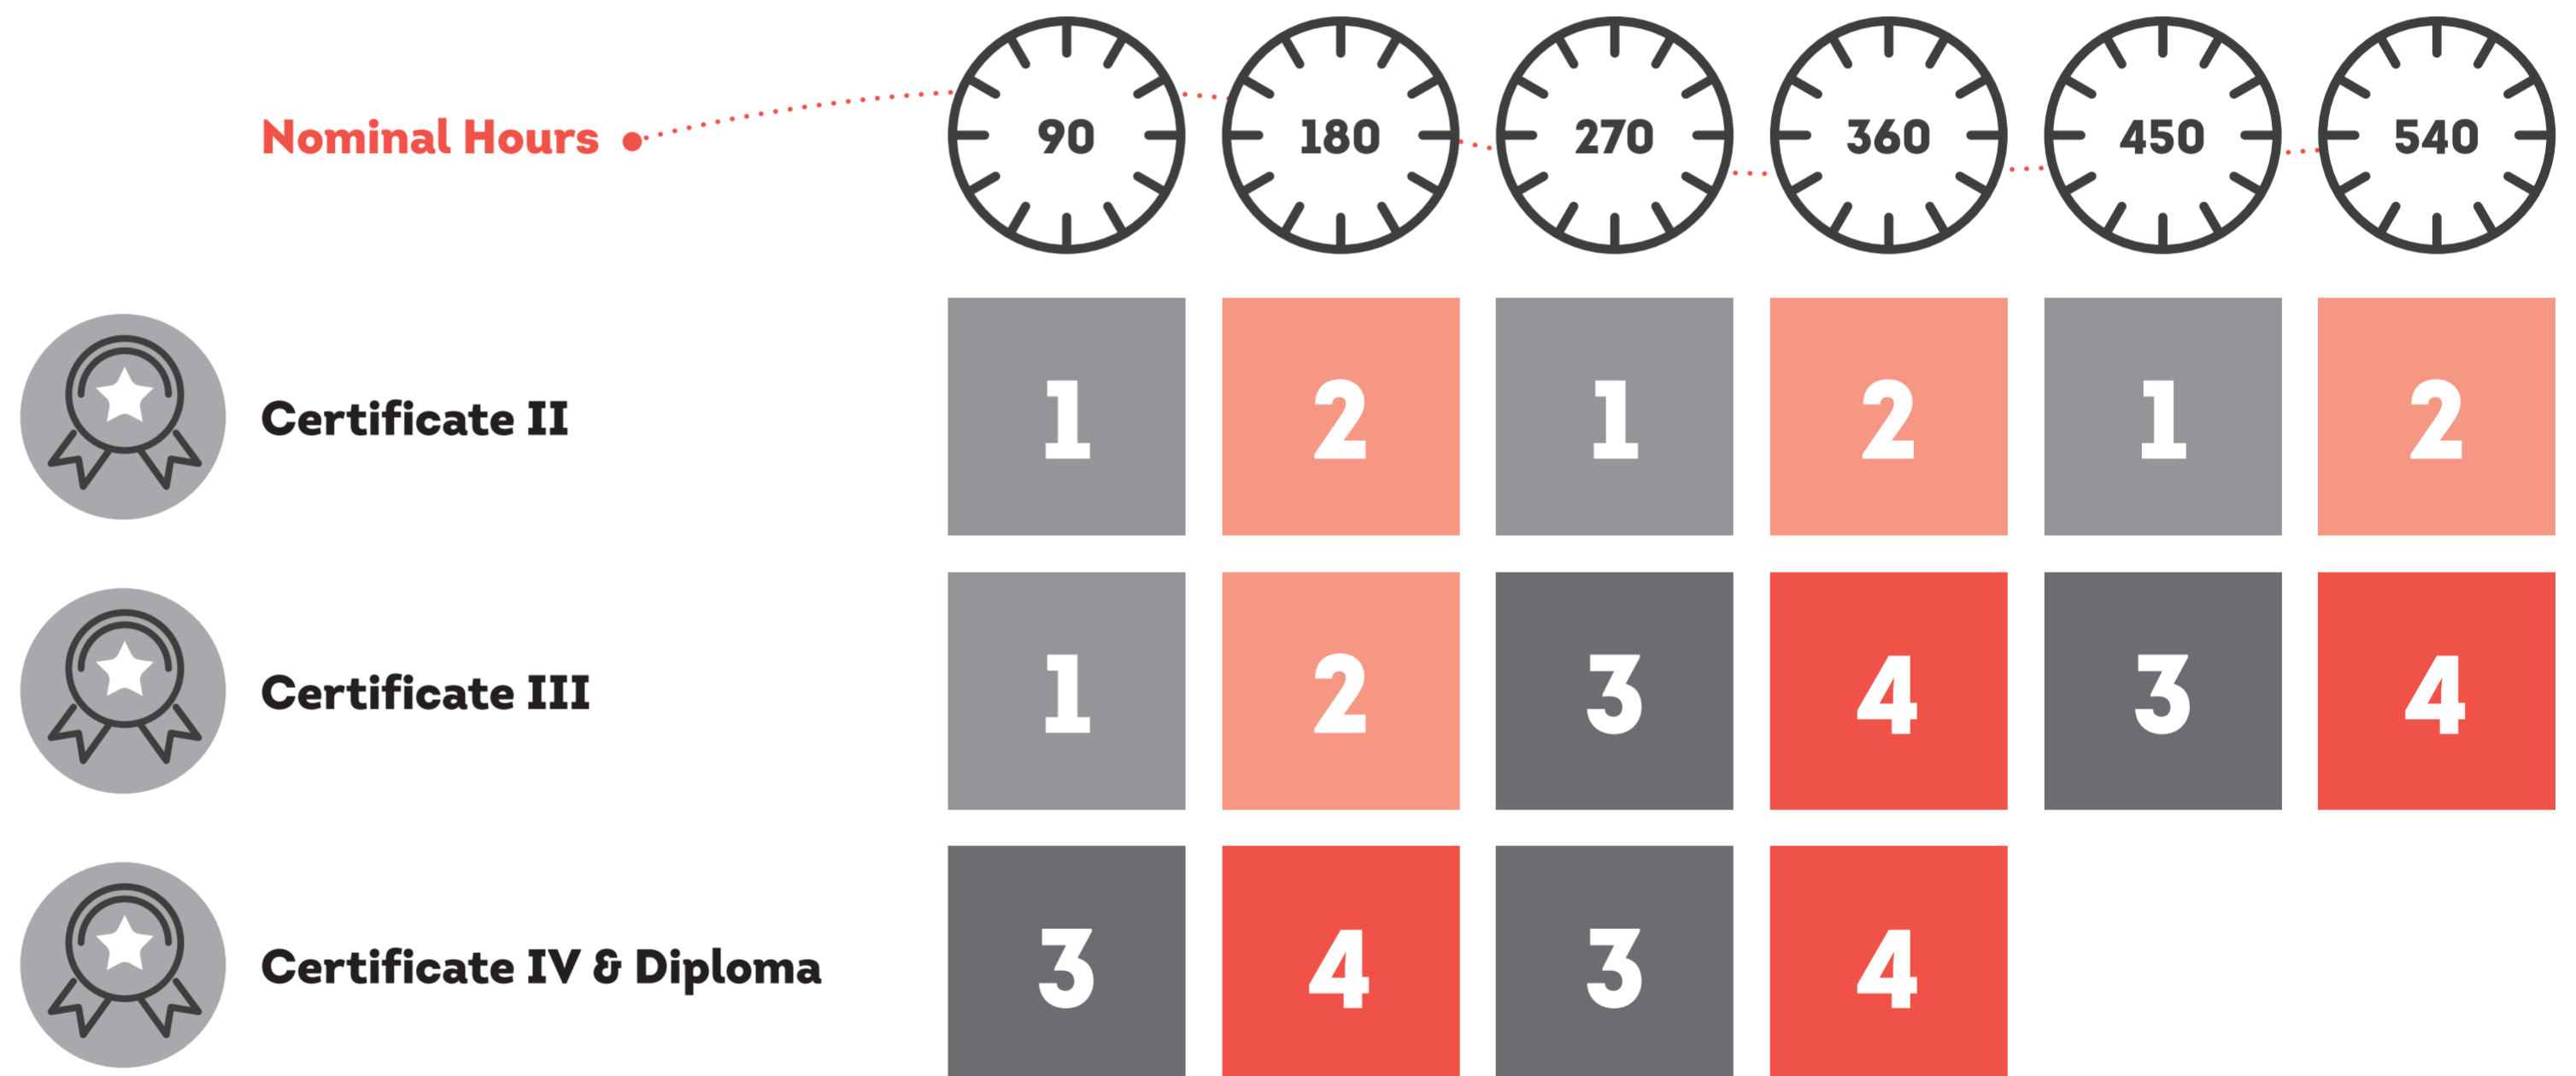 Nominal Hours 90 180 270 360 450 540
Certificate II 1 2 1 2 1 2
Certificate III 1 2 3 4 3 4
Certificate IV & Diploma 3 4 3 4